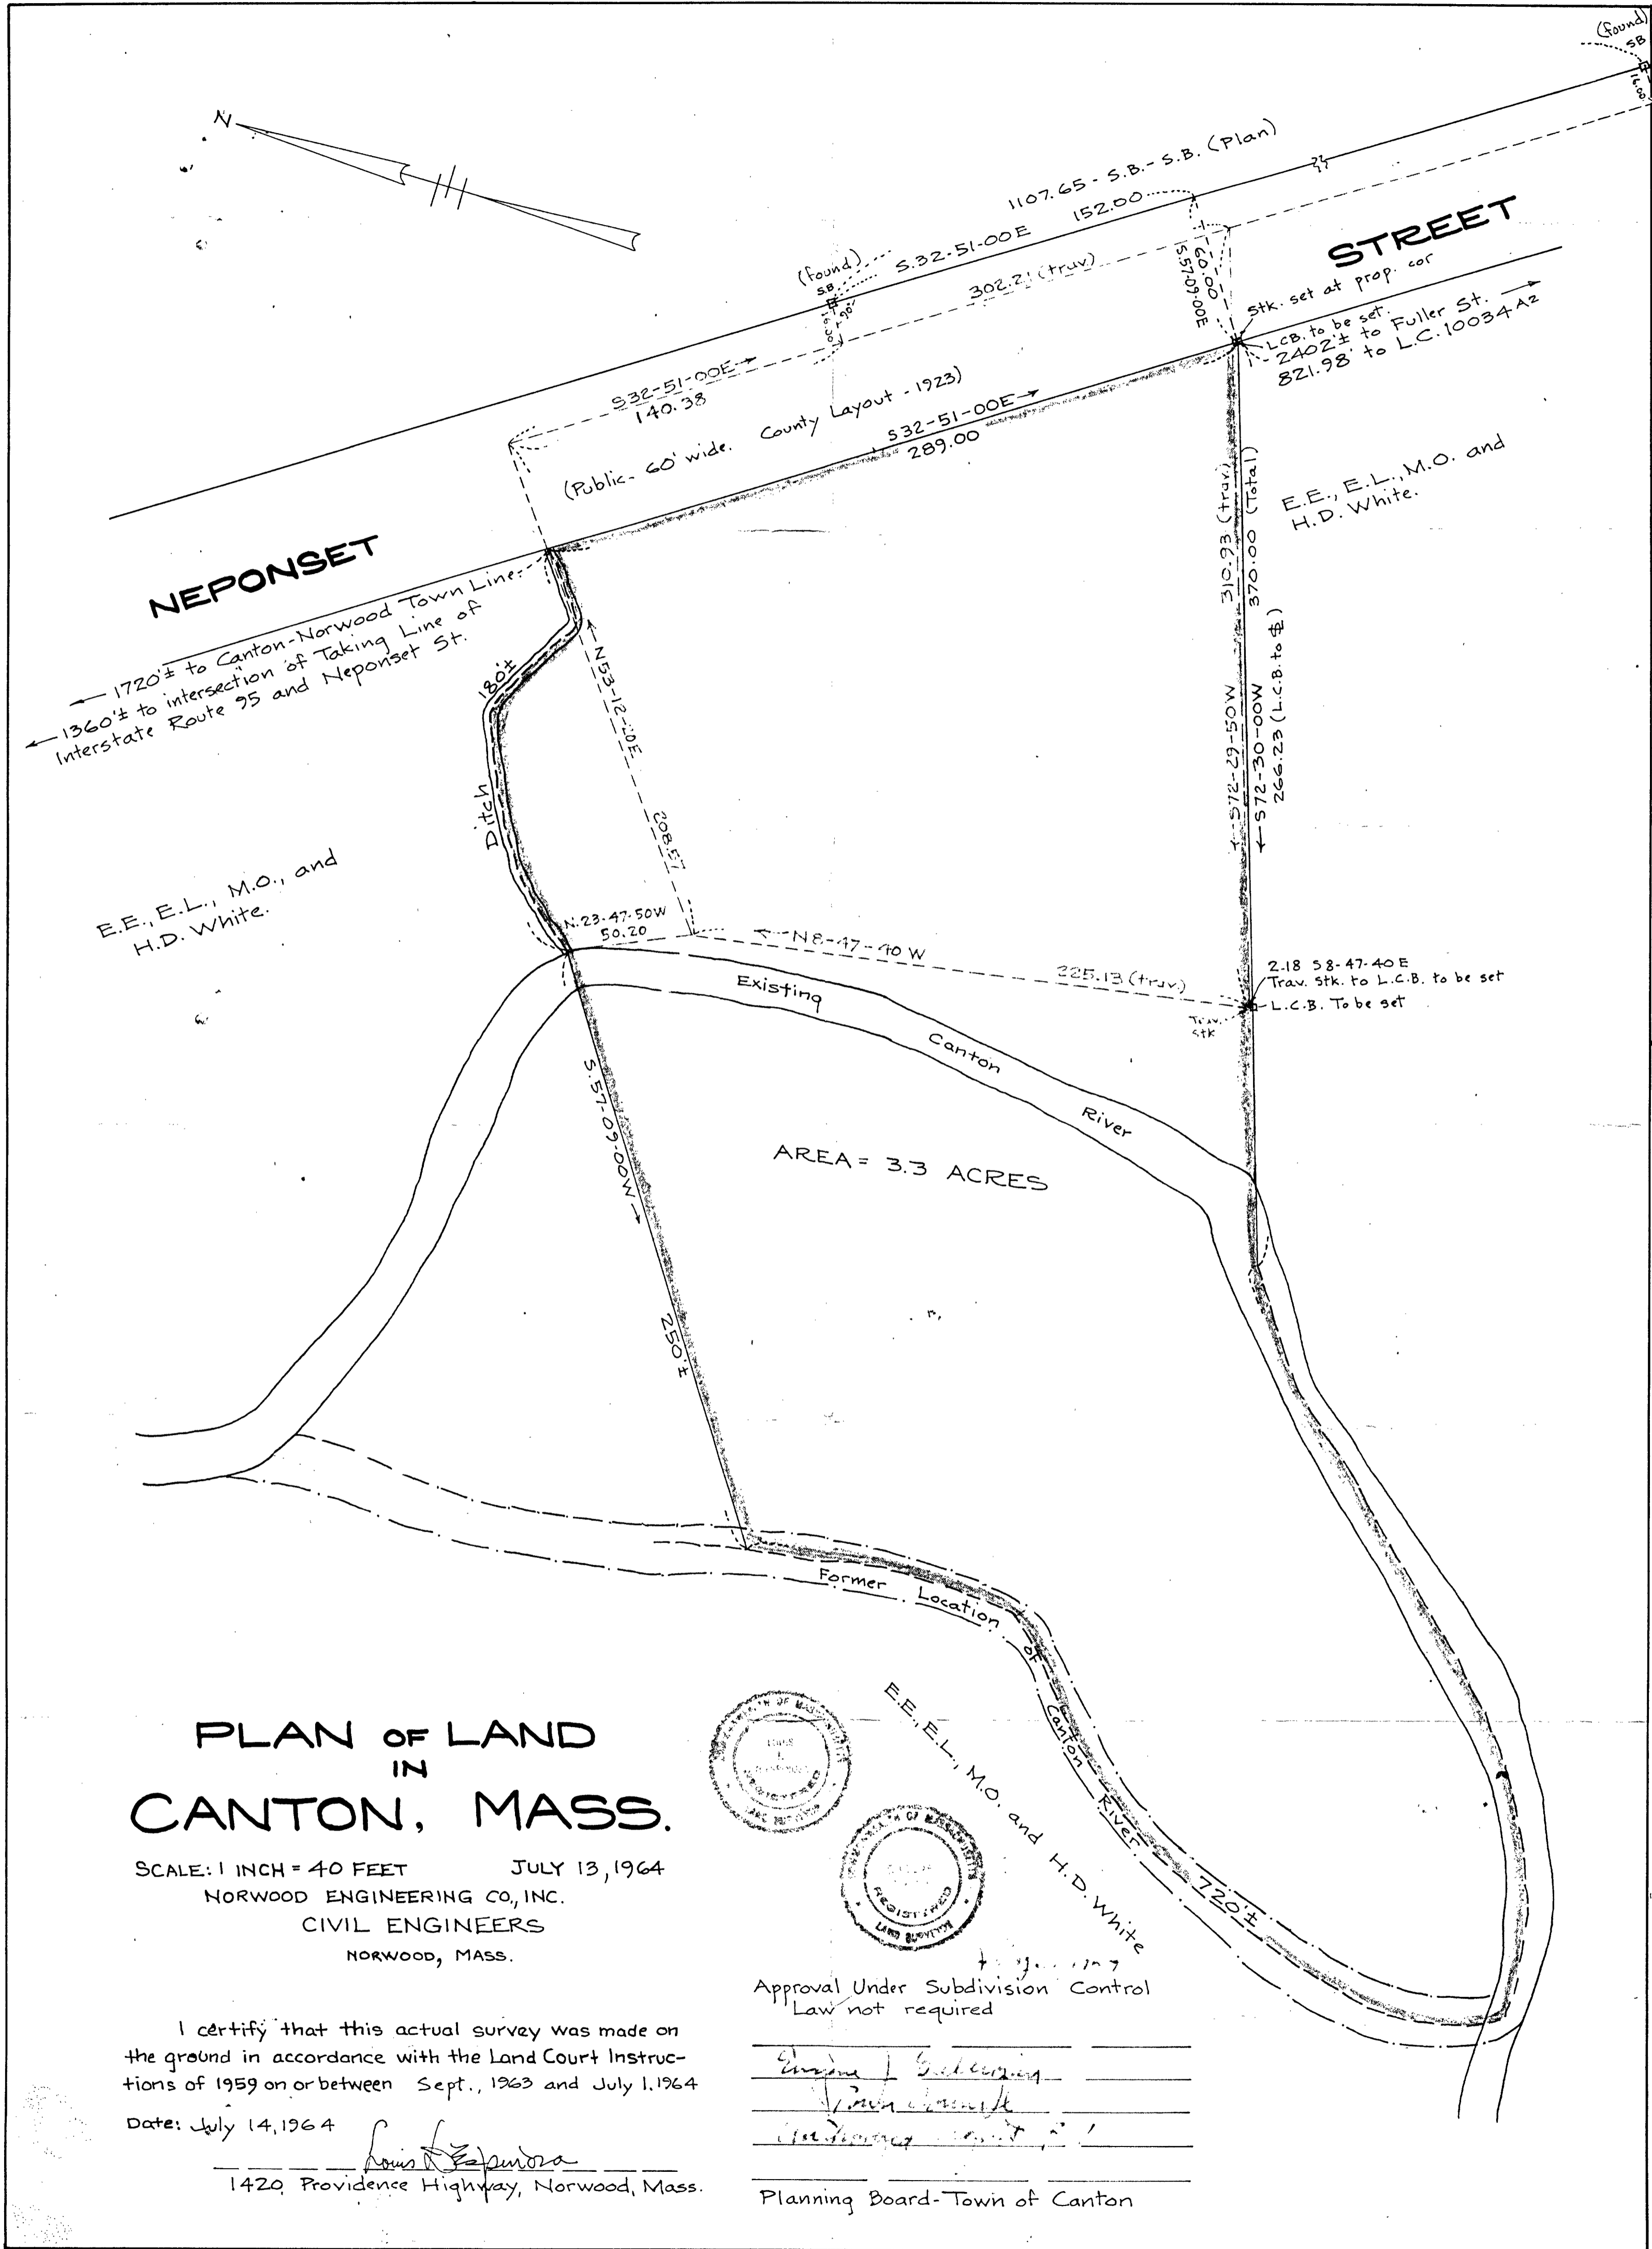 (found)
SB
16.00
N
1107.65 - S.B. - S.B. (Plan)
152.00
S.32-51-00E
(found)
S.B.
16.00
90°
302.21 (trav.)
60.00
S.57-09-00E
STREET
Stk. set at prop. cor
L.C.B. to be set.
2402'± to Fuller St.
821.98' to L.C. 10034 A2
S32-51-00E
140.38
(Public - 60' wide. County Layout - 1923)
S32-51-00E
289.00
NEPONSET
1720'± to Canton-Norwood Town Line
1360'± to intersection of Taking Line of
Interstate Route 95 and Neponset St.
E.E., E.L., M.O. and
H.D. White.
310.93 (trav.)
370.00 (Total)
S72-29-50W
S72-30-00W
266.23 (L.C.B. to ⅊)
180'±
Ditch
N53-12-20E
208.57
E.E., E.L., M.O., and
H.D. White.
N.23-47-50W
50.20
N8-47-40W
225.13 (trav.)
2.18 S8-47-40E
Trav. Stk. to L.C.B. to be set
L.C.B. To be set
Trav.
Stk
Existing
Canton
River
S.57-09-00W
250'±
AREA = 3.3 ACRES
Former Location of Canton River
720'±
E.E., E.L., M.O. and H.D. White
PLAN OF LAND
IN
CANTON, MASS.
SCALE: 1 INCH = 40 FEET JULY 13, 1964
NORWOOD ENGINEERING CO., INC.
CIVIL ENGINEERS
NORWOOD, MASS.
I certify that this actual survey was made on
the ground in accordance with the Land Court Instruc-
tions of 1959 on or between Sept., 1963 and July 1, 1964
Date: July 14, 1964
Louis
1420 Providence Highway, Norwood, Mass.
REGISTERED
REGISTERED
LAND SURVEYOR
Approval Under Subdivision Control
Law not required
Planning Board - Town of Canton